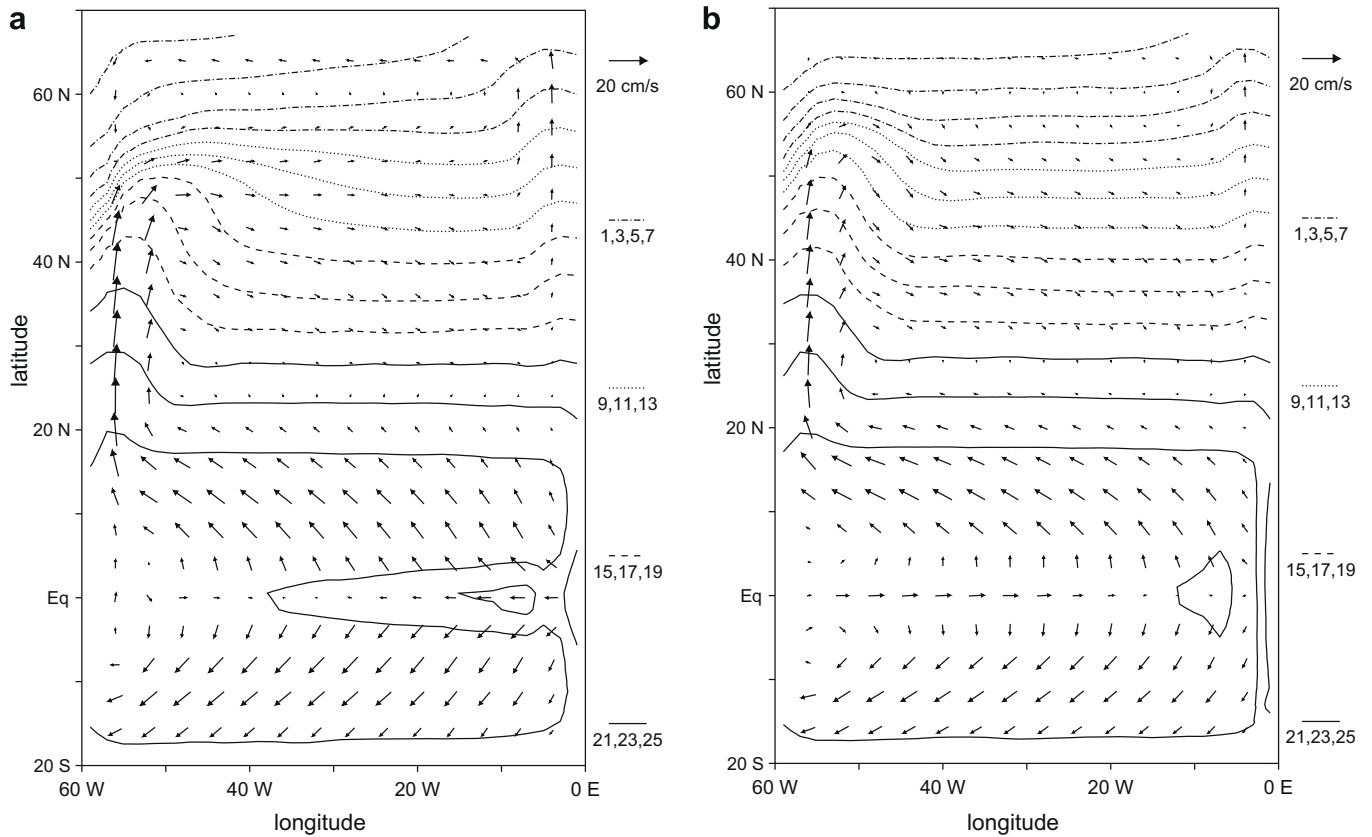 a
60 N
40 N
20 N
Eq
20 S
60 W
40 W
20 W
0 E
latitude
longitude
20 cm/s
1,3,5,7
9,11,13
15,17,19
21,23,25
b
60 N
40 N
20 N
Eq
20 S
60 W
40 W
20 W
0 E
latitude
longitude
20 cm/s
1,3,5,7
9,11,13
15,17,19
21,23,25